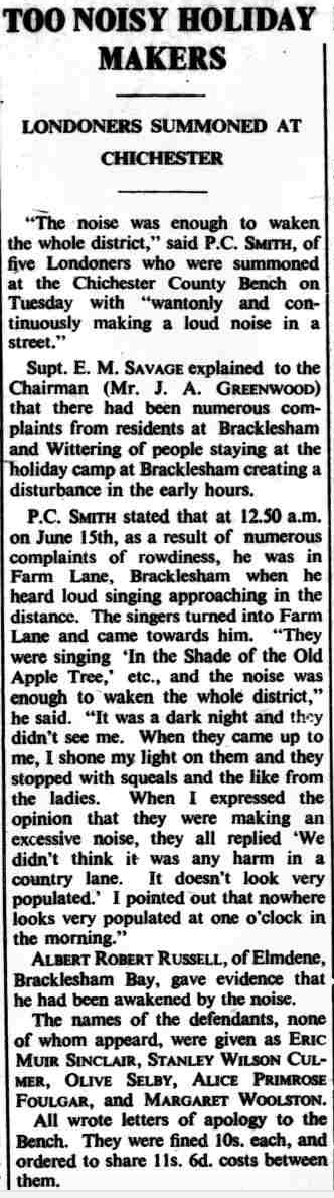 TOO NOISY HOLIDAY
MAKERS
LONDONERS SUMMONED AT
CHICHESTER
"The noise was enough to waken
the whole district," said P.C. SMITH, of
five Londoners who were summoned
at the Chichester County Bench on
Tuesday with "wantonly and con-
tinuously making a loud noise in a
street."
Supt. E. M. SAVAGE explained to the
Chairman (Mr. J. A. GREENWOOD)
that there had been numerous com-
plaints from residents at Bracklesham
and Wittering of people staying at the
holiday camp at Bracklesham creating a
disturbance in the early hours.
P.C. SMITH stated that at 12.50 a.m.
on June 15th, as a result of numerous
complaints of rowdiness, he was in
Farm Lane, Bracklesham when he
heard loud singing approaching in the
distance. The singers turned into Farm
Lane and came towards him. "They
were singing 'In the Shade of the Old
Apple Tree,' etc., and the noise was
enough to waken the whole district,"
he said. "It was a dark night and they
didn't see me. When they came up to
me, I shone my light on them and they
stopped with squeals and the like from
the ladies. When I expressed the
opinion that they were making an
excessive noise, they all replied 'We
didn't think it was any harm in a
country lane. It doesn't look very
populated.' I pointed out that nowhere
looks very populated at one o'clock in
the morning."
ALBERT ROBERT RUSSELL, of Elmdene,
Bracklesham Bay, gave evidence that
he had been awakened by the noise.
The names of the defendants, none
of whom appeard, were given as ERIC
MUIR SINCLAIR, STANLEY WILSON CUL-
MER, OLIVE SELBY, ALICE PRIMROSE
FOULGAR, and MARGARET WOOLSTON.
All wrote letters of apology to the
Bench. They were fined 10s. each, and
ordered to share 11s. 6d. costs between
them.